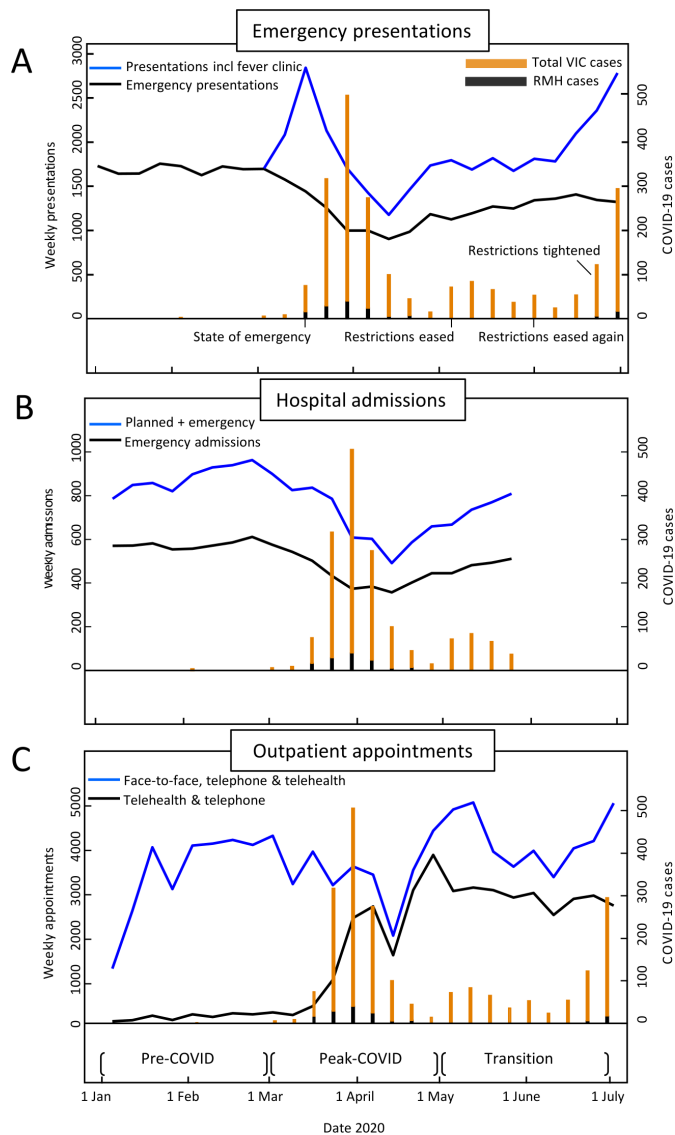 Emergency presentations
A
Presentations incl fever clinic
Emergency presentations
Total VIC cases
RMH cases
3000
2500
2000
1500
1000
500
0
Weekly presentations
500
400
300
200
100
0
COVID-19 cases
Restrictions tightened
State of emergency
Restrictions eased
Restrictions eased again
Hospital admissions
B
Planned + emergency
Emergency admissions
1000
800
600
400
200
0
Weekly admissions
500
400
300
200
100
0
COVID-19 cases
Outpatient appointments
C
Face-to-face, telephone & telehealth
Telehealth & telephone
5000
4000
3000
2000
1000
0
Weekly appointments
500
400
300
200
100
0
COVID-19 cases
Pre-COVID
Peak-COVID
Transition
1 Jan
1 Feb
1 Mar
1 April
1 May
1 June
1 July
Date 2020